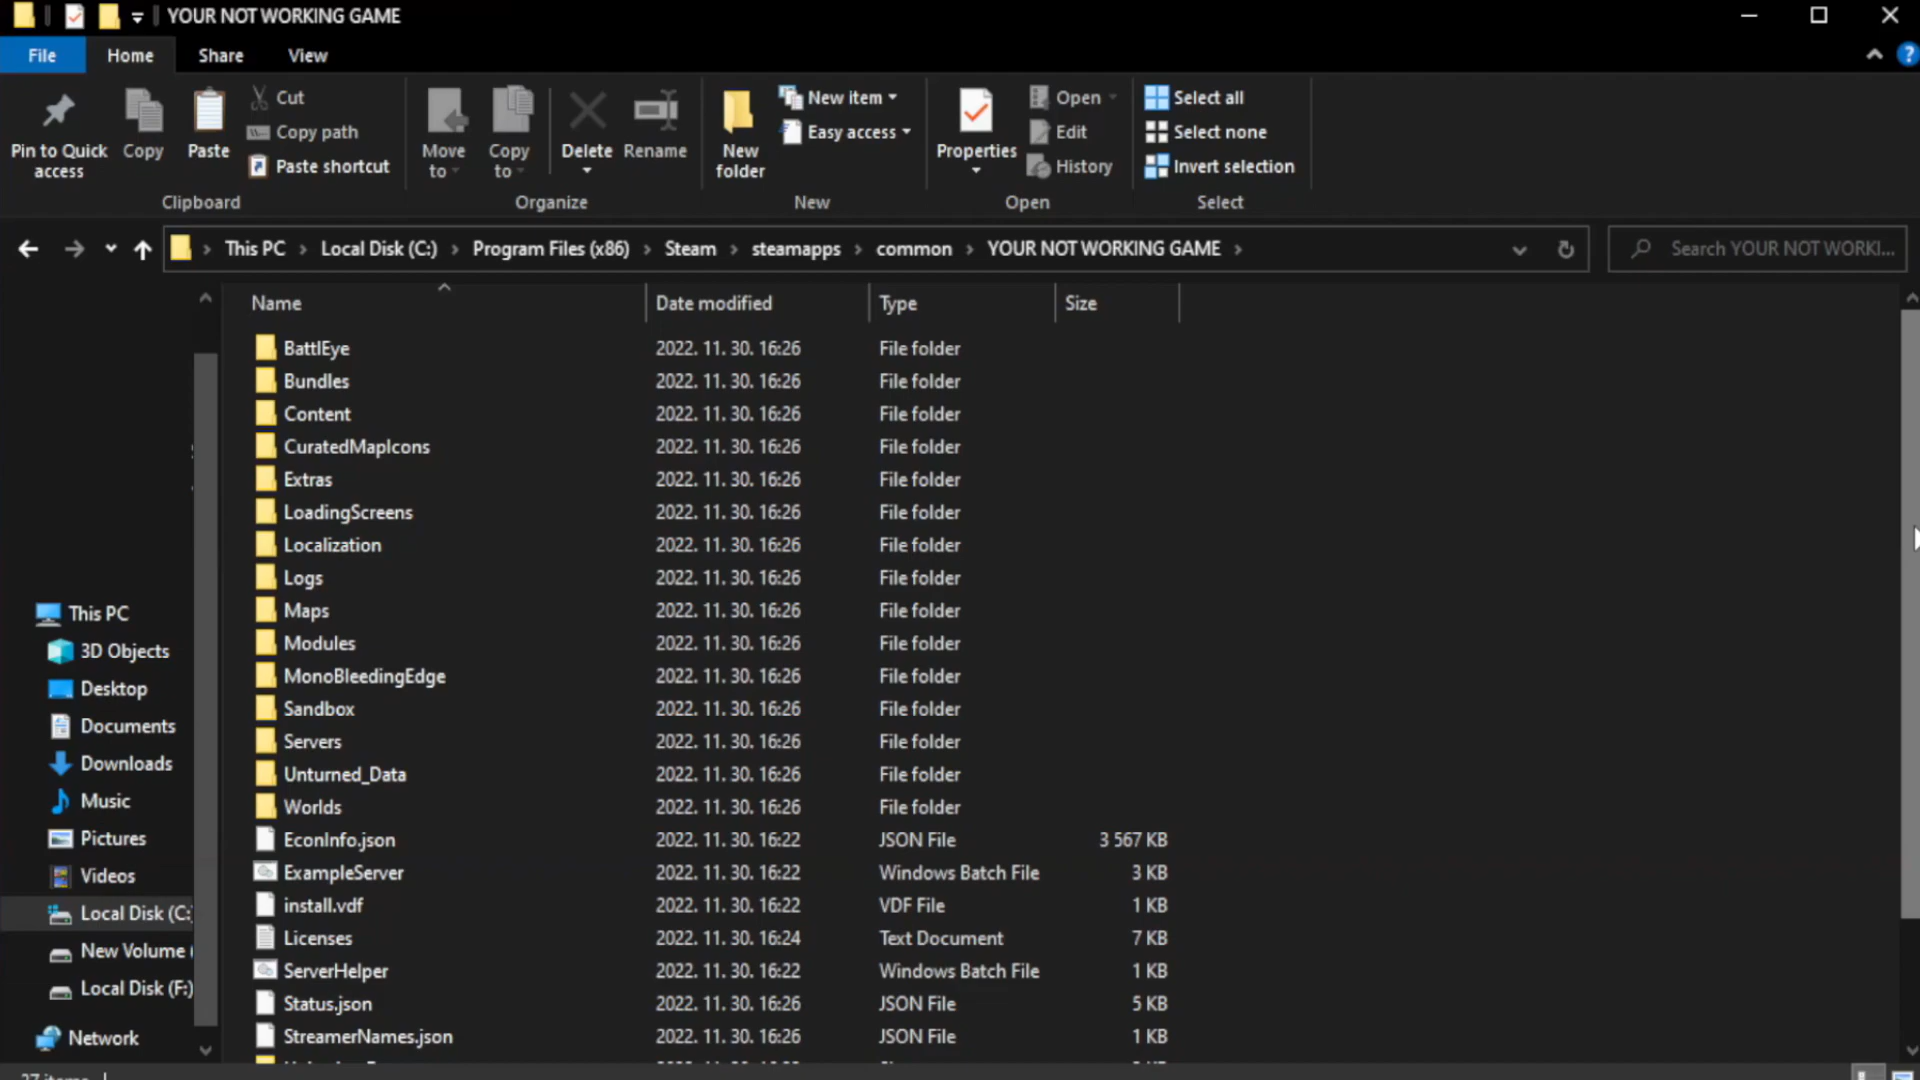 YOUR NOT WORKING GAME
File Home Share View
Pin to Quick access
Copy
Paste
Cut
Copy path
Paste shortcut
Clipboard
Move to
Copy to
Delete
Rename
Organize
New folder
New item
Easy access
New
Properties
Open
Edit
History
Open
Select all
Select none
Invert selection
Select
This PC Local Disk (C:) Program Files (x86) Steam steamapps common YOUR NOT WORKING GAME
Search YOUR NOT WORKI...
This PC
3D Objects
Desktop
Documents
Downloads
Music
Pictures
Videos
Local Disk (C:
New Volume
Local Disk (F:)
Network
Name Date modified Type Size
BattlEye 2022. 11. 30. 16:26 File folder
Bundles 2022. 11. 30. 16:26 File folder
Content 2022. 11. 30. 16:26 File folder
CuratedMapIcons 2022. 11. 30. 16:26 File folder
Extras 2022. 11. 30. 16:26 File folder
LoadingScreens 2022. 11. 30. 16:26 File folder
Localization 2022. 11. 30. 16:26 File folder
Logs 2022. 11. 30. 16:26 File folder
Maps 2022. 11. 30. 16:26 File folder
Modules 2022. 11. 30. 16:26 File folder
MonoBleedingEdge 2022. 11. 30. 16:26 File folder
Sandbox 2022. 11. 30. 16:26 File folder
Servers 2022. 11. 30. 16:26 File folder
Unturned_Data 2022. 11. 30. 16:26 File folder
Worlds 2022. 11. 30. 16:26 File folder
EconInfo.json 2022. 11. 30. 16:22 JSON File 3 567 KB
ExampleServer 2022. 11. 30. 16:22 Windows Batch File 3 KB
install.vdf 2022. 11. 30. 16:22 VDF File 1 KB
Licenses 2022. 11. 30. 16:24 Text Document 7 KB
ServerHelper 2022. 11. 30. 16:22 Windows Batch File 1 KB
Status.json 2022. 11. 30. 16:26 JSON File 5 KB
StreamerNames.json 2022. 11. 30. 16:26 JSON File 1 KB